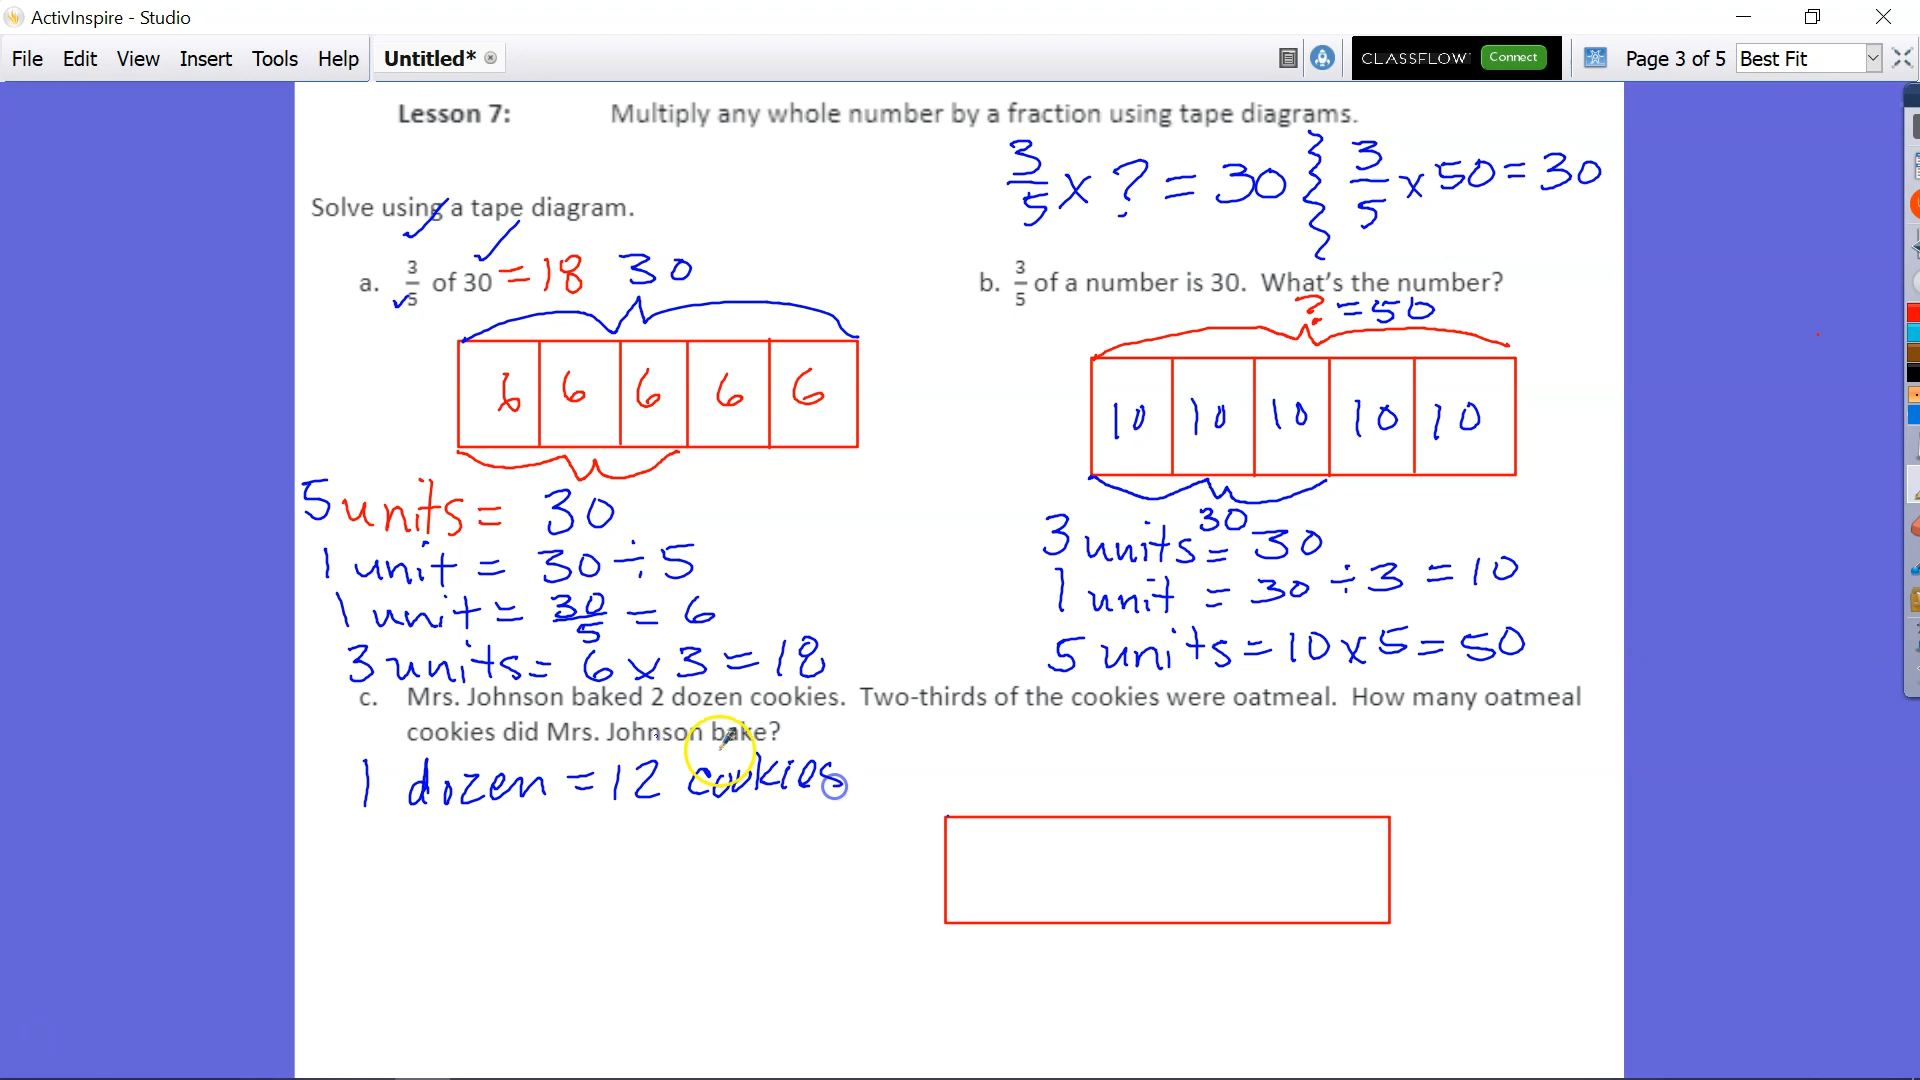 ActivInspire - Studio
File Edit View Insert Tools Help Untitled* CLASSFLOW Connect Page 3 of 5 Best Fit
Lesson 7: Multiply any whole number by a fraction using tape diagrams.
3/5 x ? = 30 } 3/5 x 50 = 30
Solve using a tape diagram.
a. 3/5 of 30 = 18 30
b. 3/5 of a number is 30. What's the number?
? = 50
6 6 6 6 6
10 10 10 10 10
30
5 units = 30
1 unit = 30 ÷ 5
1 unit = 30/5 = 6
3 units = 6 x 3 = 18
3 units = 30
1 unit = 30 ÷ 3 = 10
5 units = 10 x 5 = 50
c. Mrs. Johnson baked 2 dozen cookies. Two-thirds of the cookies were oatmeal. How many oatmeal
cookies did Mrs. Johnson bake?
1 dozen = 12 cookies